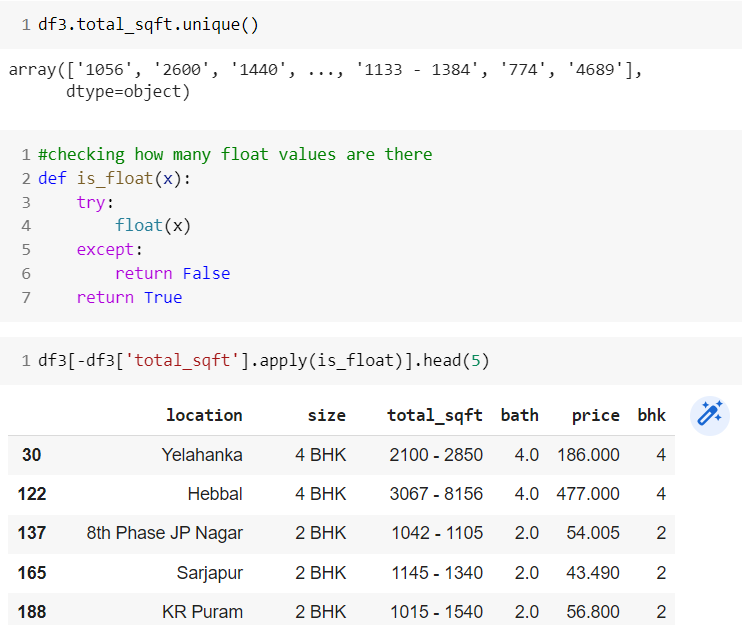 1 df3.total_sqft.unique()
array(['1056', '2600', '1440', ..., '1133 - 1384', '774', '4689'],
      dtype=object)
1 #checking how many float values are there
2 def is_float(x):
3     try:
4         float(x)
5     except:
6         return False
7     return True
1 df3[-df3['total_sqft'].apply(is_float)].head(5)
location size total_sqft bath price bhk
30 Yelahanka 4 BHK 2100 - 2850 4.0 186.000 4
122 Hebbal 4 BHK 3067 - 8156 4.0 477.000 4
137 8th Phase JP Nagar 2 BHK 1042 - 1105 2.0 54.005 2
165 Sarjapur 2 BHK 1145 - 1340 2.0 43.490 2
188 KR Puram 2 BHK 1015 - 1540 2.0 56.800 2